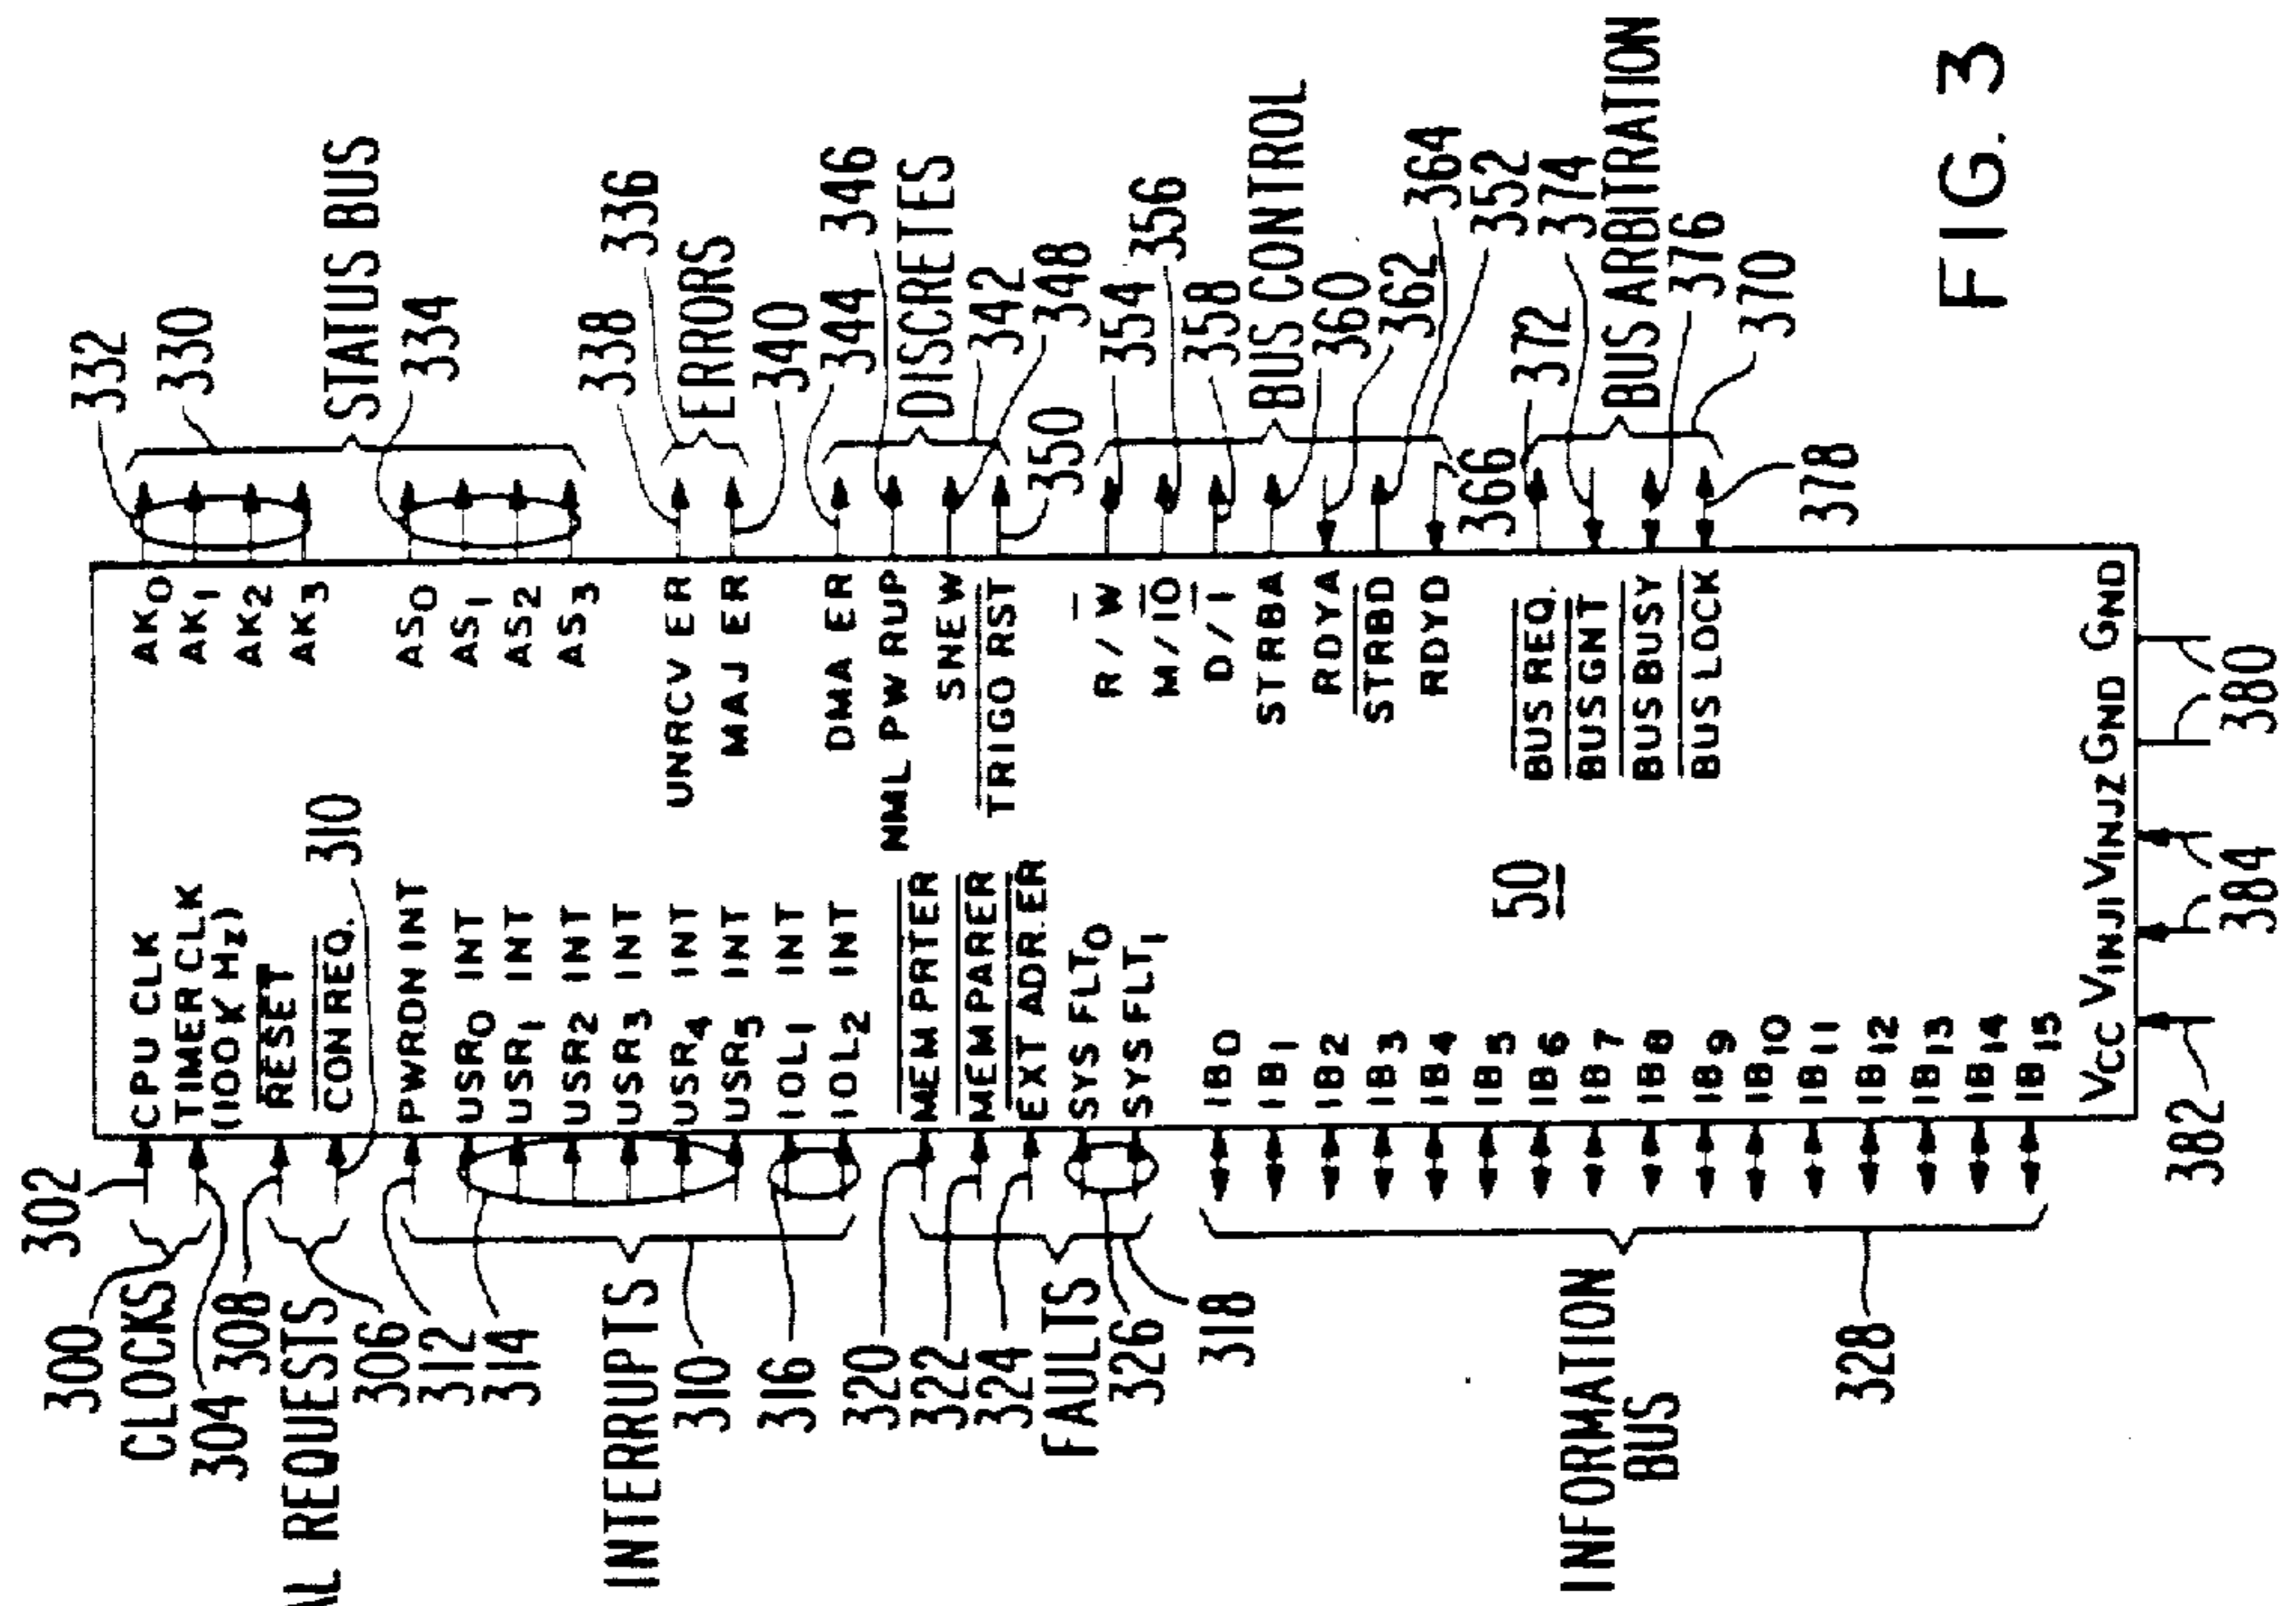 300
302
CLOCKS
304
308
AL REQUESTS
306
312
314
INTERRUPTS
310
316
320
322
324
FAULTS
326
318
INFORMATION
BUS
328
CPU CLK
TIMER CLK
(100K Hz)
RESET
CON REQ.
310
PWRDN INT
USR0 INT
USR1 INT
USR2 INT
USR3 INT
USR4 INT
USR5 INT
IOL1 INT
IOL2 INT
MEM PRTER
MEM PARER
EXT ADR.ER
SYS FLT0
SYS FLT1
IB0
IB1
IB2
IB3
IB4
IB5
IB6
IB7
IB8
IB9
IB10
IB11
IB12
IB13
IB14
IB15
50
AK0
AK1
AK2
AK3
AS0
AS1
AS2
AS3
UNRCV ER
MAJ ER
DMA ER
NML PWRUP
SNEW
TRIGO RST
R/W
M/IO
D/I
STRBA
RDYA
STRBD
RDYD
BUS REQ.
BUS GNT
BUS BUSY
BUS LOCK
VCC VINJ1 VINJ2 GND GND
382
384
380
332
330
STATUS BUS
334
338
336
ERRORS
340
344
346
DISCRETES
342
348
350
354
356
358
BUS CONTROL
360
362
364
352
366
372
374
BUS ARBITRATION
376
370
378
FIG. 3